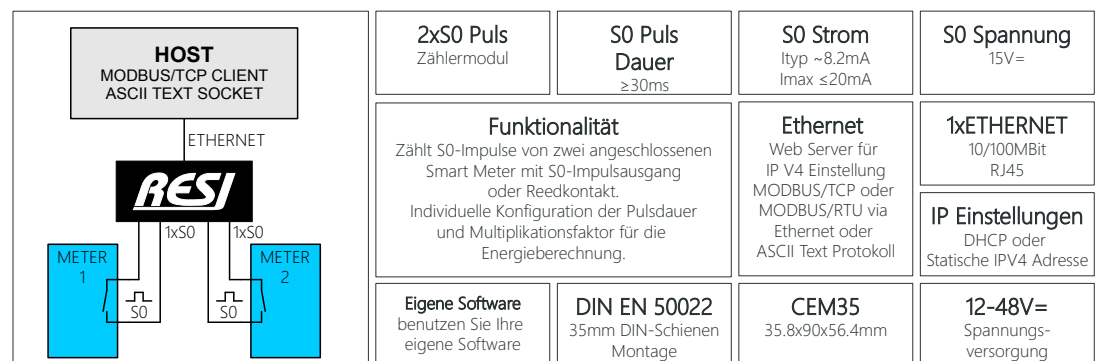 HOST
MODBUS/TCP CLIENT
ASCII TEXT SOCKET
ETHERNET
RESI
1xS0
1xS0
METER
1
S0
METER
2
S0
2xS0 Puls
Zählermodul
S0 Puls
Dauer
≥30ms
S0 Strom
Ityp ~8.2mA
Imax ≤20mA
S0 Spannung
15V=
Funktionalität
Zählt S0-Impulse von zwei angeschlossenen
Smart Meter mit S0-Impulsausgang
oder Reedkontakt.
Individuelle Konfiguration der Pulsdauer
und Multiplikationsfaktor für die
Energieberechnung.
Ethernet
Web Server für
IP V4 Einstellung
MODBUS/TCP oder
MODBUS/RTU via
Ethernet oder
ASCII Text Protokoll
1xETHERNET
10/100MBit
RJ45
IP Einstellungen
DHCP oder
Statische IPV4 Adresse
Eigene Software
benutzen Sie Ihre
eigene Software
DIN EN 50022
35mm DIN-Schienen
Montage
CEM35
35.8x90x56.4mm
12-48V=
Spannungs-
versorgung